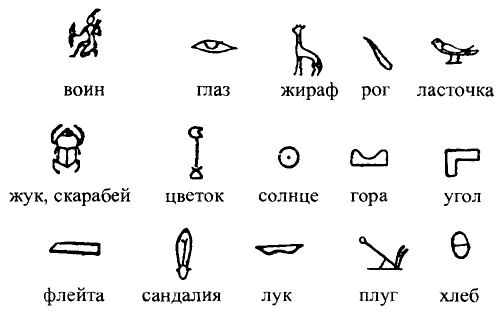 воин глаз жираф рог ласточка
жук, скарабей цветок солнце гора угол
флейта сандалия лук плуг хлеб